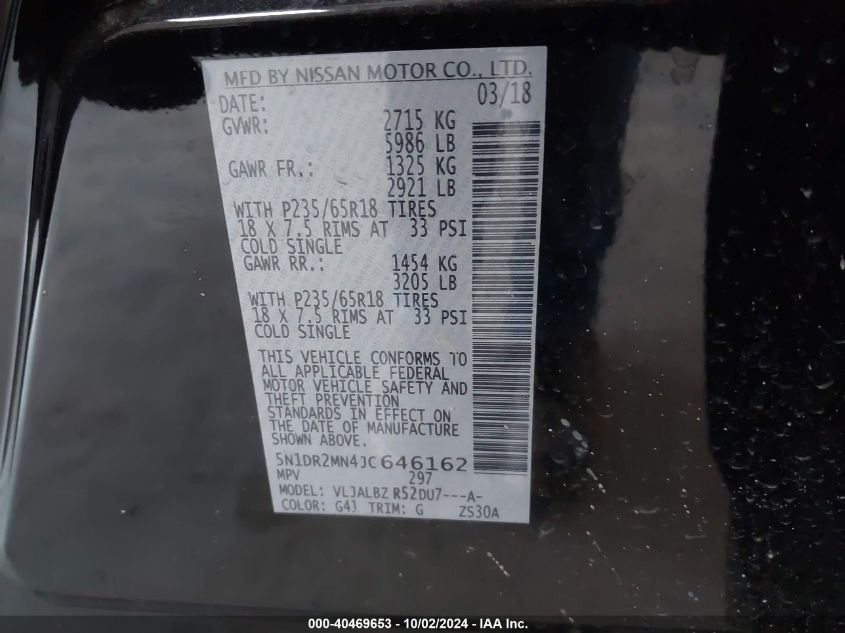 MFD BY NISSAN MOTOR CO., LTD.
DATE: 03/18
GVWR: 2715 KG
5986 LB
GAWR FR.: 1325 KG
2921 LB
WITH P235/65R18 TIRES
18 X 7.5 RIMS AT 33 PSI
COLD SINGLE
GAWR RR.: 1454 KG
3205 LB
WITH P235/65R18 TIRES
18 X 7.5 RIMS AT 33 PSI
COLD SINGLE
THIS VEHICLE CONFORMS TO
ALL APPLICABLE FEDERAL
MOTOR VEHICLE SAFETY AND
THEFT PREVENTION
STANDARDS IN EFFECT ON
THE DATE OF MANUFACTURE
SHOWN ABOVE.
5N1DR2MN4JC646162
MPV 297
MODEL: VLJALBZ R52DU7---A-
COLOR: G41 TRIM: G ZS30A
000-40469653 - 10/02/2024 - IAA Inc.